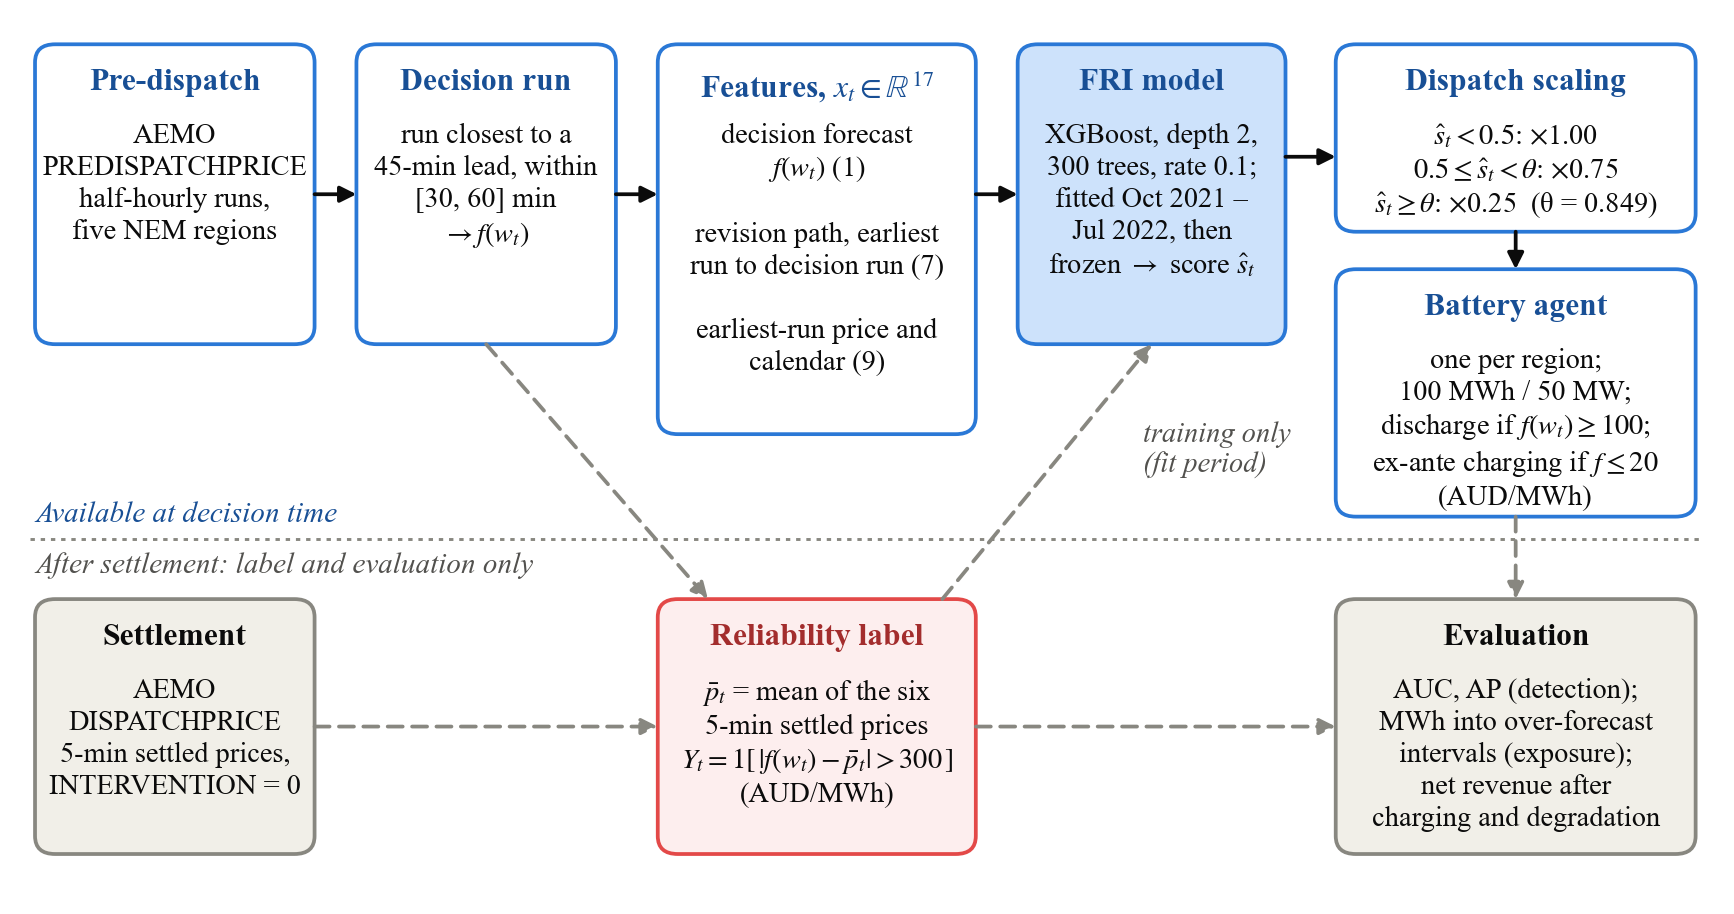 Pre-dispatch
AEMO
PREDISPATCHPRICE
half-hourly runs,
five NEM regions
Decision run
run closest to a
45-min lead, within
[30, 60] min
→ f(wₜ)
Features, xₜ ∈ ℝ¹⁷
decision forecast
f(wₜ) (1)
revision path, earliest
run to decision run (7)
earliest-run price and
calendar (9)
FRI model
XGBoost, depth 2,
300 trees, rate 0.1;
fitted Oct 2021 –
Jul 2022, then
frozen → score ŝₜ
Dispatch scaling
ŝₜ < 0.5: ×1.00
0.5 ≤ ŝₜ < θ: ×0.75
ŝₜ ≥ θ: ×0.25 (θ = 0.849)
Battery agent
one per region;
100 MWh / 50 MW;
discharge if f(wₜ) ≥ 100;
ex-ante charging if f ≤ 20
(AUD/MWh)
training only
(fit period)
Available at decision time
After settlement: label and evaluation only
Settlement
AEMO
DISPATCHPRICE
5-min settled prices,
INTERVENTION = 0
Reliability label
p̄ₜ = mean of the six
5-min settled prices
Yₜ = 1[ |f(wₜ) − p̄ₜ| > 300 ]
(AUD/MWh)
Evaluation
AUC, AP (detection);
MWh into over-forecast
intervals (exposure);
net revenue after
charging and degradation